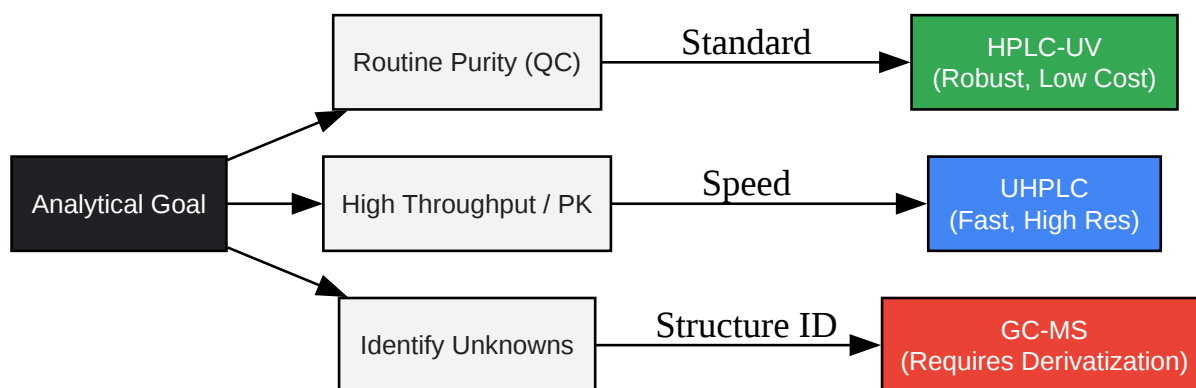 Analytical Goal
Routine Purity (QC)
Standard
HPLC-UV
(Robust, Low Cost)
High Throughput / PK
Speed
UHPLC
(Fast, High Res)
Identify Unknowns
Structure ID
GC-MS
(Requires Derivatization)